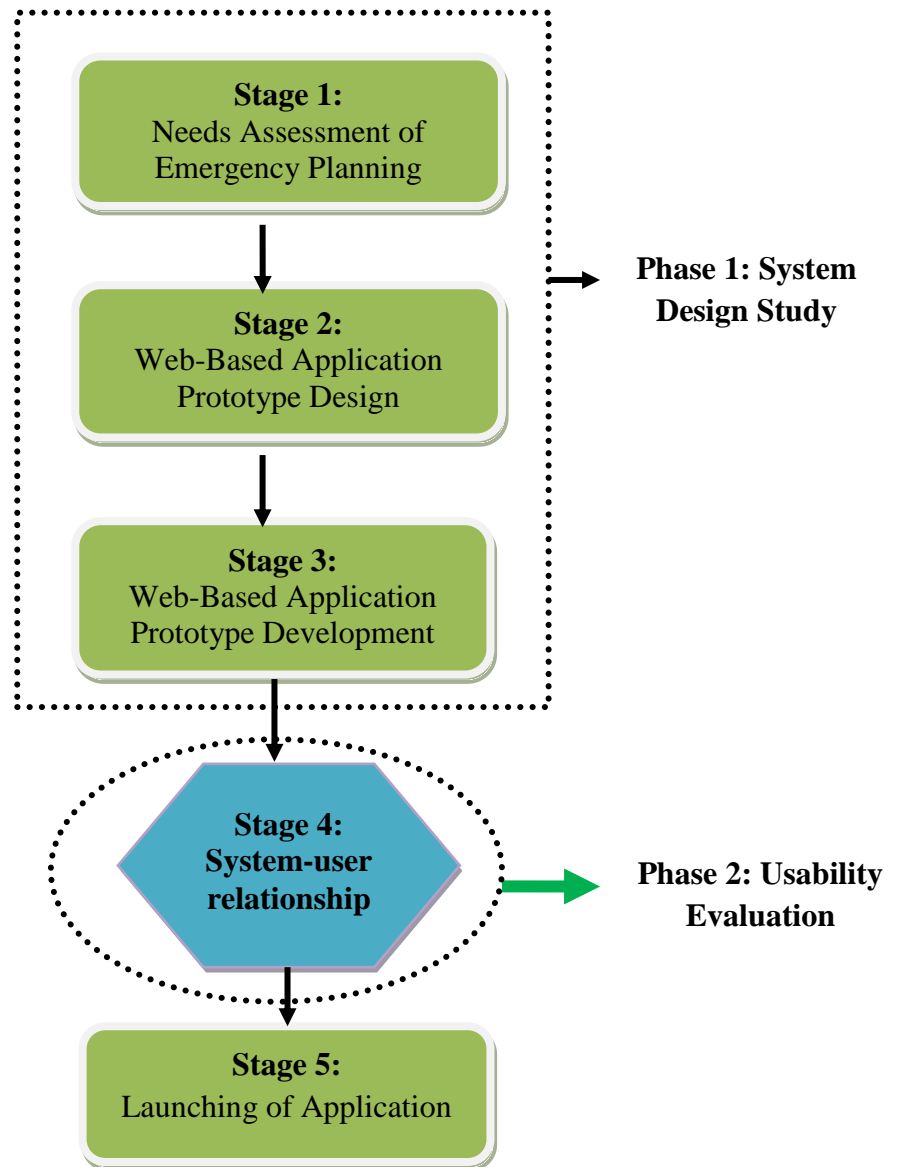 Stage 1:
Needs Assessment of
Emergency Planning
Phase 1: System
Design Study
Stage 2:
Web-Based Application
Prototype Design
Stage 3:
Web-Based Application
Prototype Development
Stage 4:
System-user
relationship
Phase 2: Usability
Evaluation
Stage 5:
Launching of Application